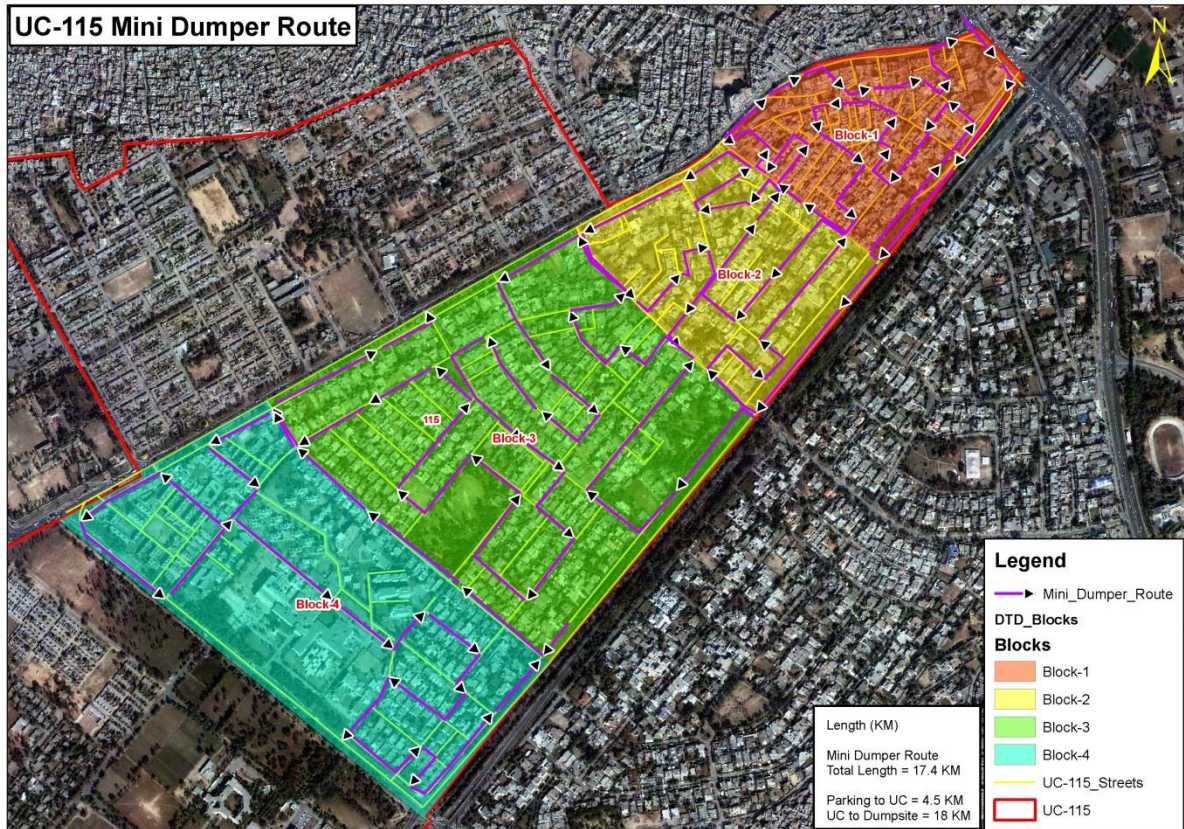 UC-115 Mini Dumper Route
N
Block-1
Block-2
115
Block-3
Block-4
Legend
Mini_Dumper_Route
DTD_Blocks
Blocks
Block-1
Block-2
Block-3
Block-4
UC-115_Streets
UC-115
Length (KM)
Mini Dumper Route
Total Length = 17.4 KM
Parking to UC = 4.5 KM
UC to Dumpsite = 18 KM